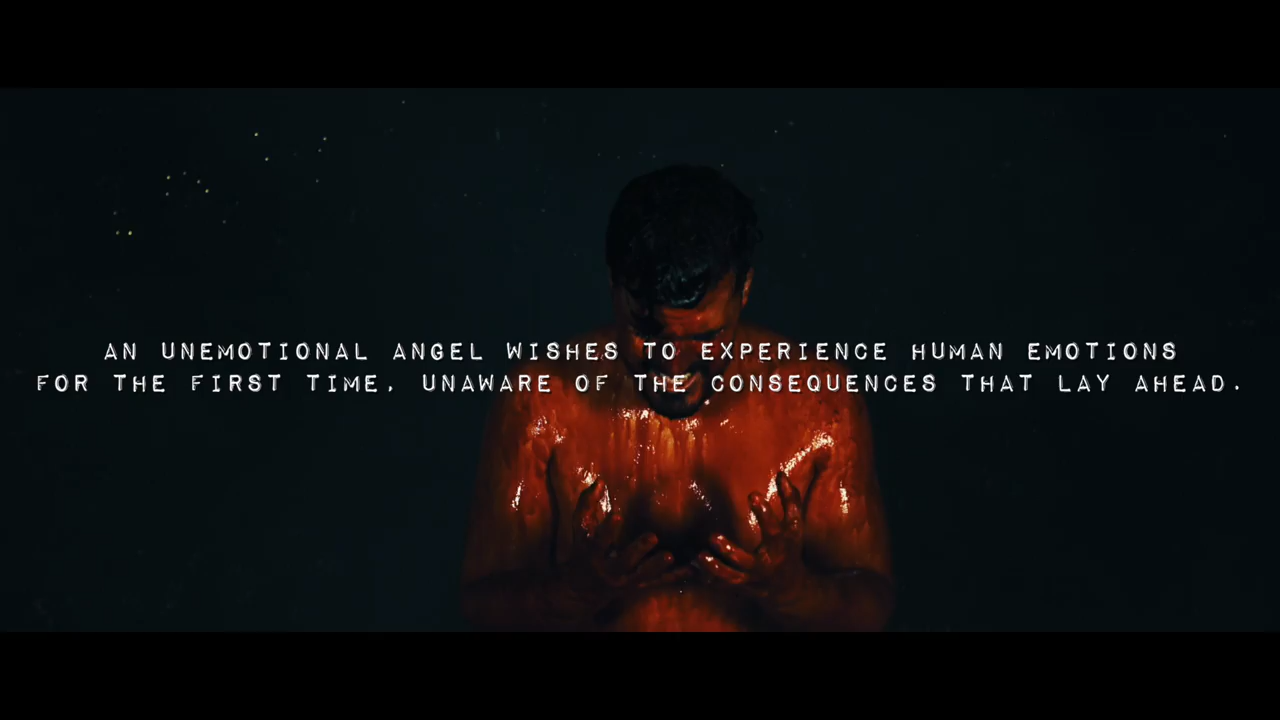 AN UNEMOTIONAL ANGEL WISHES TO EXPERIENCE HUMAN EMOTIONS
FOR THE FIRST TIME, UNAWARE OF THE CONSEQUENCES THAT LAY AHEAD.